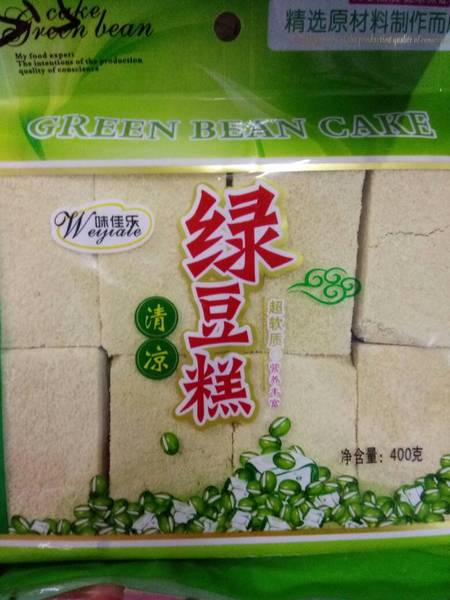 cake
Green bean
My food expert
The intentions of the production
quality of conscience
精选原材料制作而
GREEN BEAN CAKE
味佳乐
Weijiale
绿豆糕
清凉
超软质
营养丰富
净含量：400克